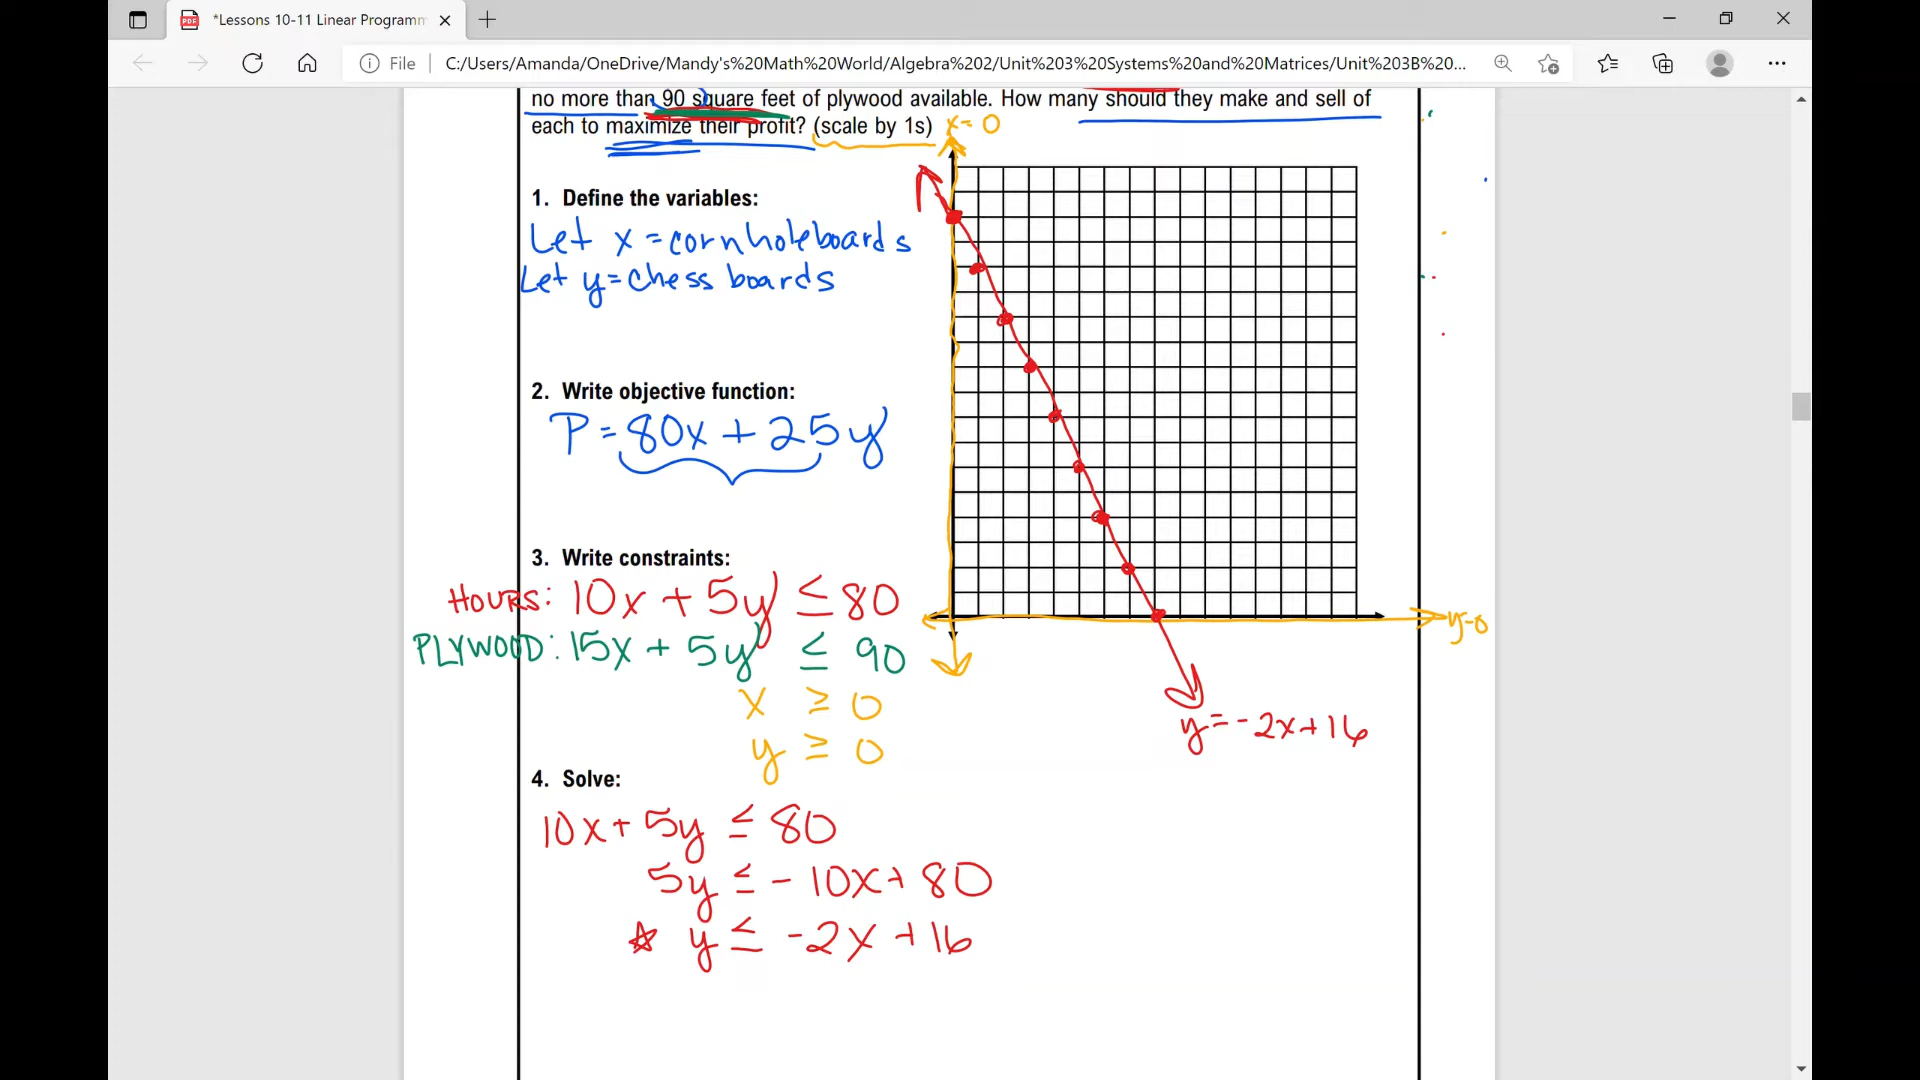 *Lessons 10-11 Linear Programm
File C:/Users/Amanda/OneDrive/Mandy's%20Math%20World/Algebra%202/Unit%203%20Systems%20and%20Matrices/Unit%203B%20...
no more than 90 square feet of plywood available. How many should they make and sell of
each to maximize their profit? (scale by 1s)
x=0
1. Define the variables:
Let x = cornholeboards
Let y=chess boards
2. Write objective function:
P=80x+25y
3. Write constraints:
HOURS: 10x + 5y ≤ 80
PLYWOOD: 15x + 5y ≤ 90
x ≥ 0
y ≥ 0
y=0
y=-2x+16
4. Solve:
10x+5y ≤ 80
5y ≤ -10x+80
☆ y ≤ -2x+16